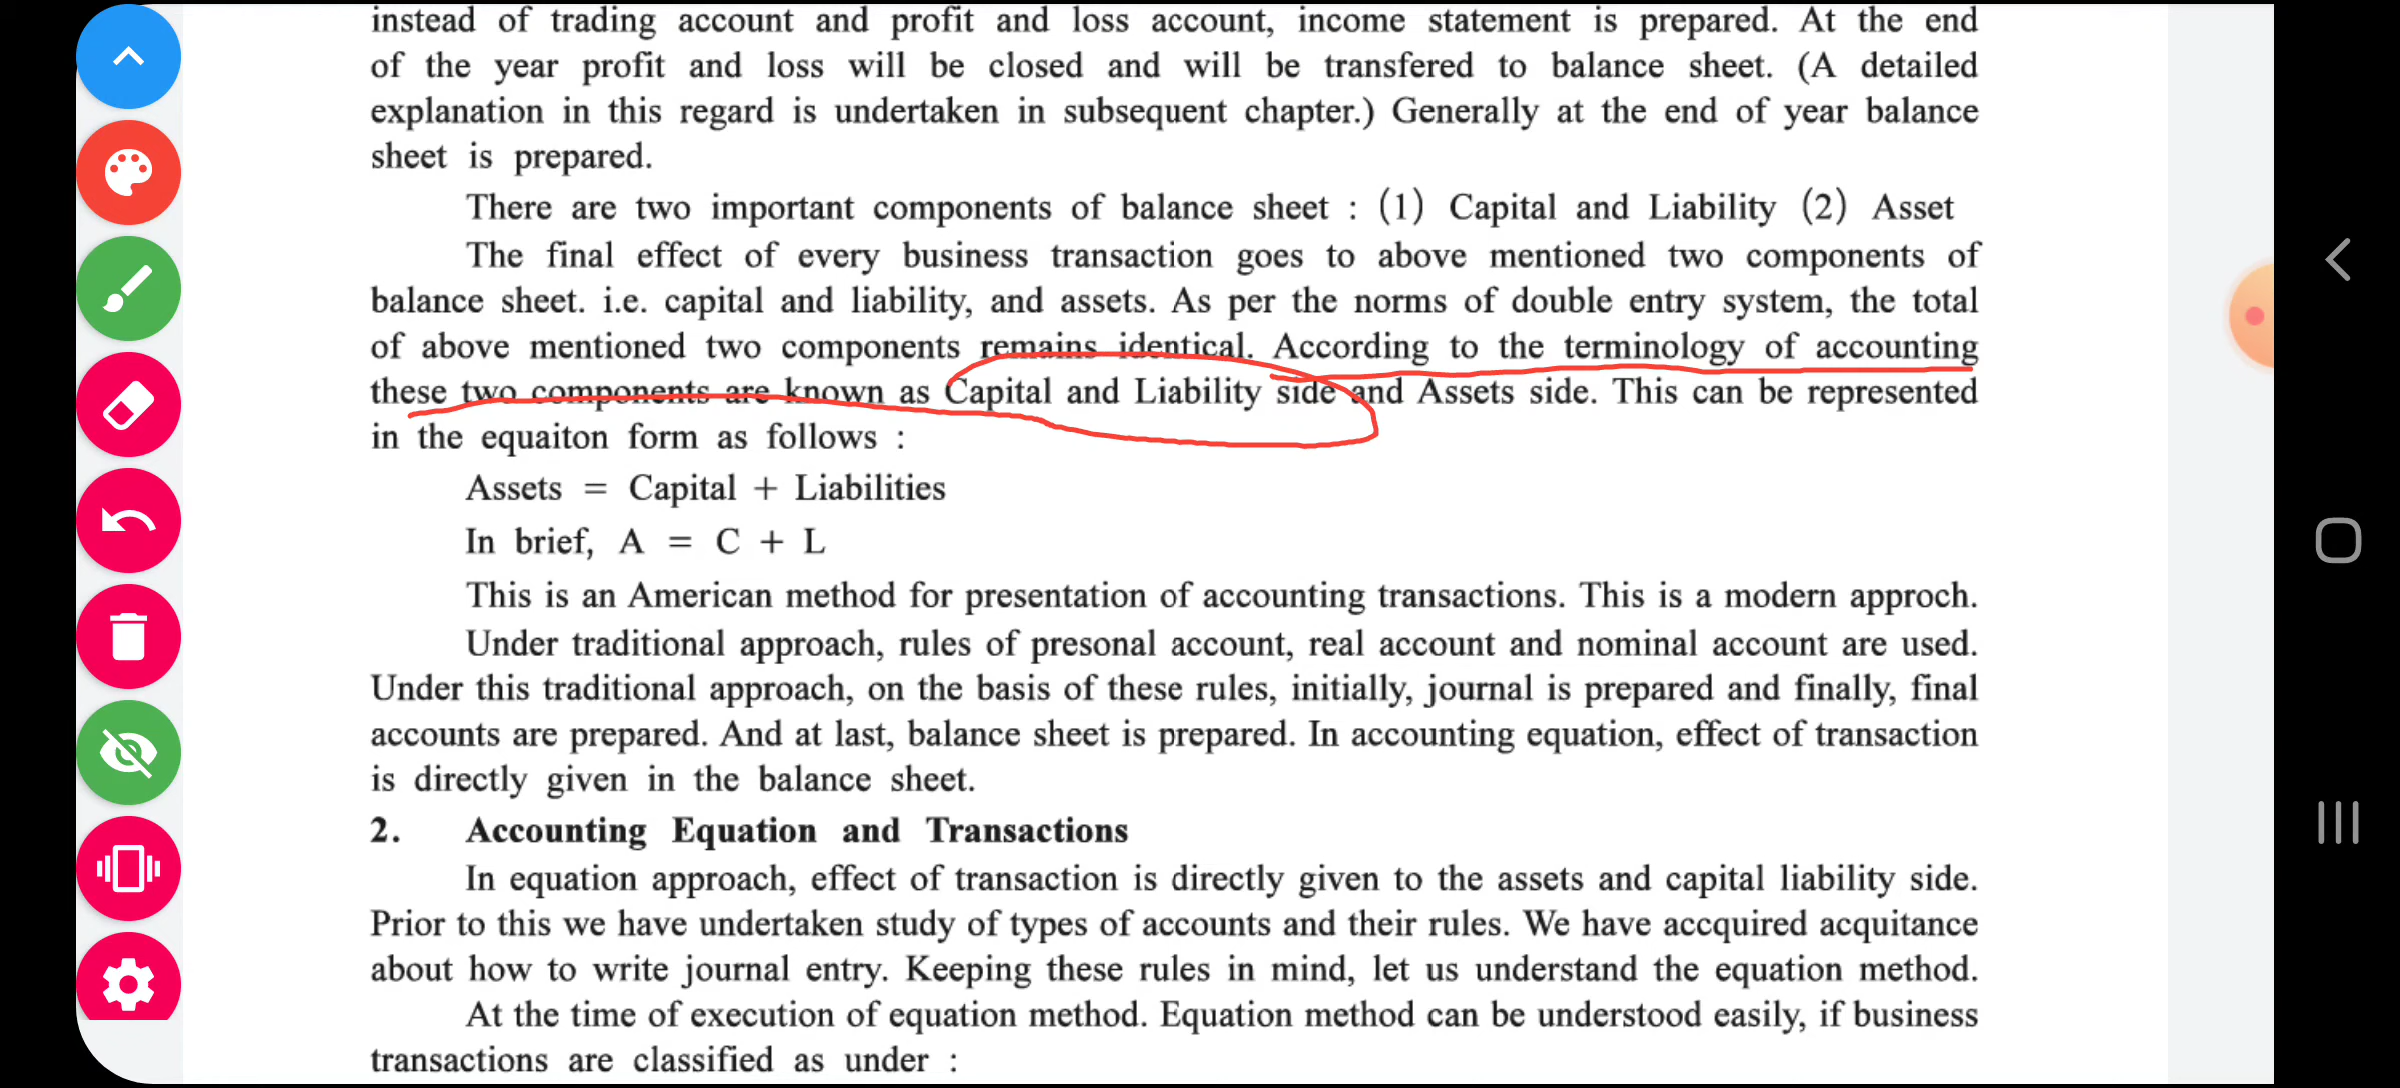 instead of trading account and profit and loss account, income statement is prepared. At the end
of the year profit and loss will be closed and will be transfered to balance sheet. (A detailed
explanation in this regard is undertaken in subsequent chapter.) Generally at the end of year balance
sheet is prepared.
There are two important components of balance sheet : (1) Capital and Liability (2) Asset
The final effect of every business transaction goes to above mentioned two components of
balance sheet. i.e. capital and liability, and assets. As per the norms of double entry system, the total
of above mentioned two components remains identical. According to the terminology of accounting
these two components are known as Capital and Liability side and Assets side. This can be represented
in the equaiton form as follows :
Assets = Capital + Liabilities
In brief, A = C + L
This is an American method for presentation of accounting transactions. This is a modern approch.
Under traditional approach, rules of presonal account, real account and nominal account are used.
Under this traditional approach, on the basis of these rules, initially, journal is prepared and finally, final
accounts are prepared. And at last, balance sheet is prepared. In accounting equation, effect of transaction
is directly given in the balance sheet.
2. Accounting Equation and Transactions
In equation approach, effect of transaction is directly given to the assets and capital liability side.
Prior to this we have undertaken study of types of accounts and their rules. We have accquired acquitance
about how to write journal entry. Keeping these rules in mind, let us understand the equation method.
At the time of execution of equation method. Equation method can be understood easily, if business
transactions are classified as under :